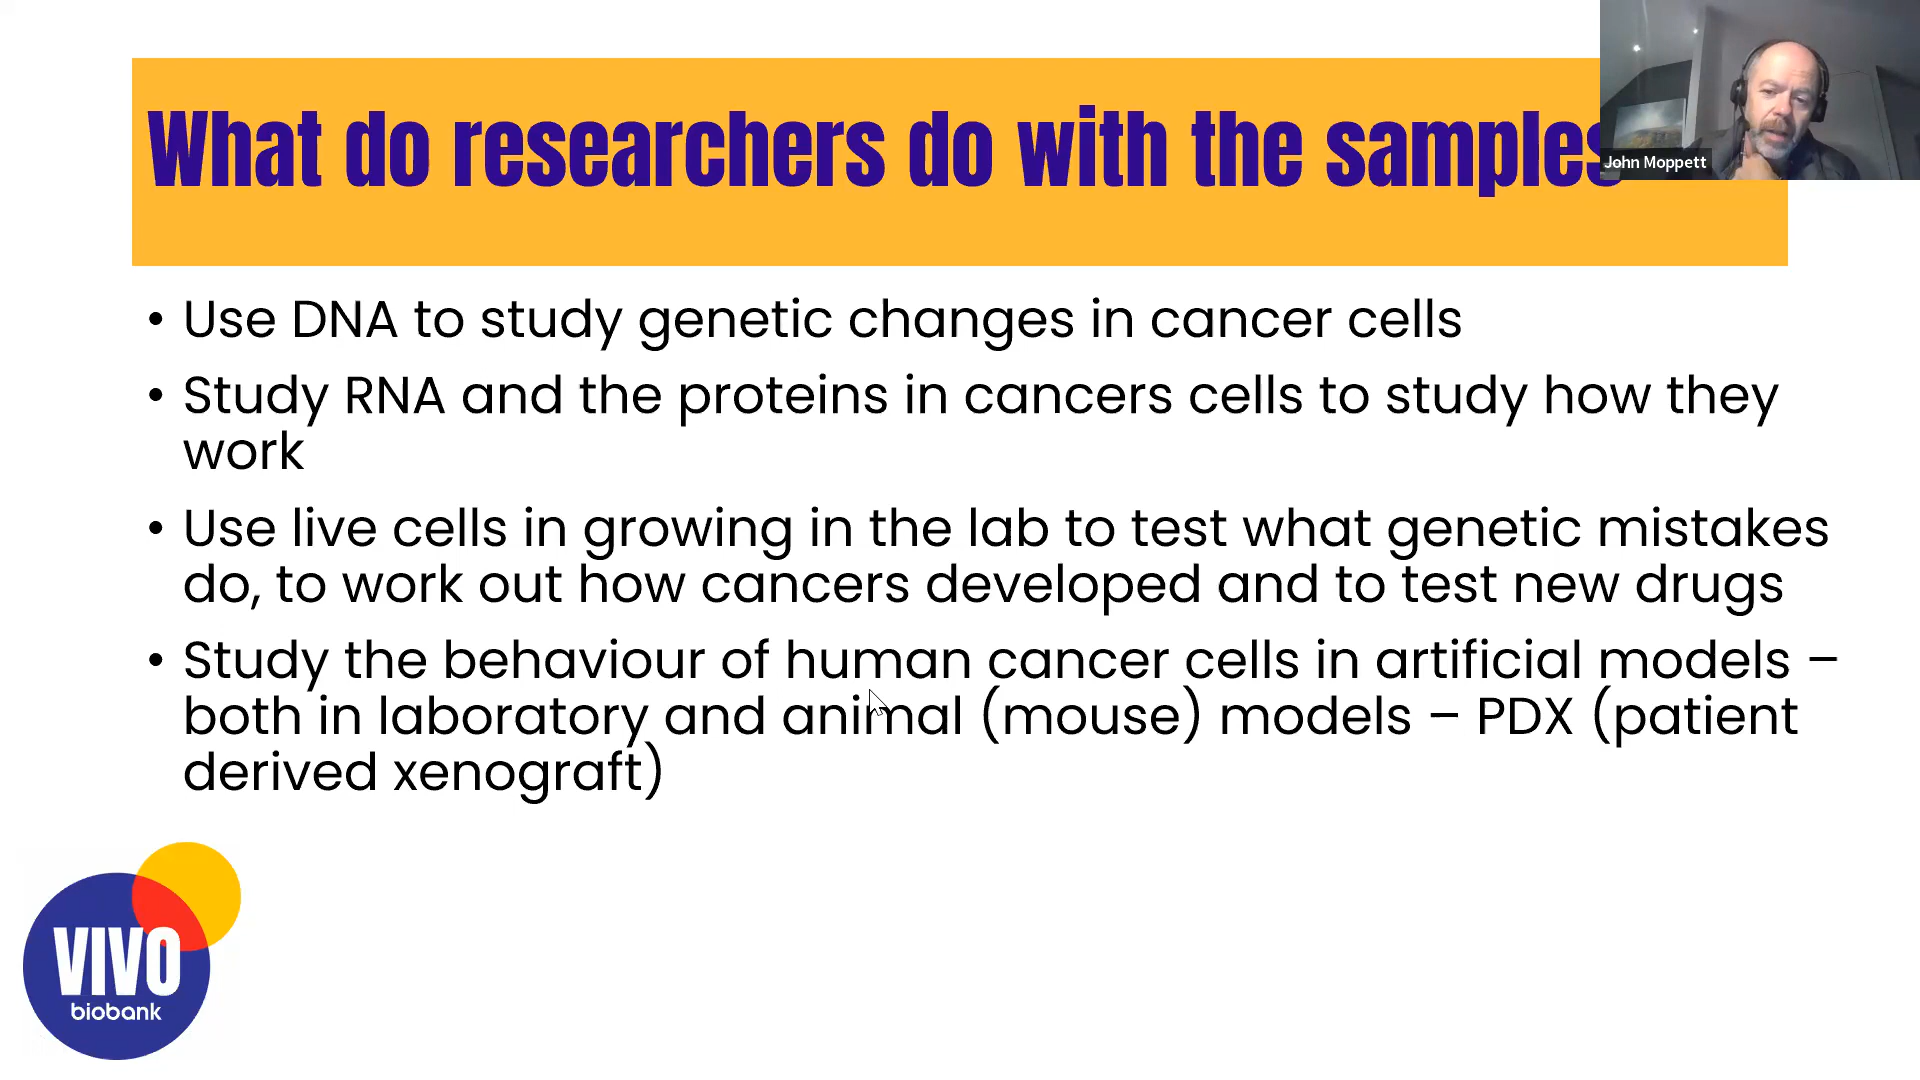 What do researchers do with the samples
John Moppett
• Use DNA to study genetic changes in cancer cells
• Study RNA and the proteins in cancers cells to study how they
work
• Use live cells in growing in the lab to test what genetic mistakes
do, to work out how cancers developed and to test new drugs
• Study the behaviour of human cancer cells in artificial models –
both in laboratory and animal (mouse) models – PDX (patient
derived xenograft)
VIVO
biobank